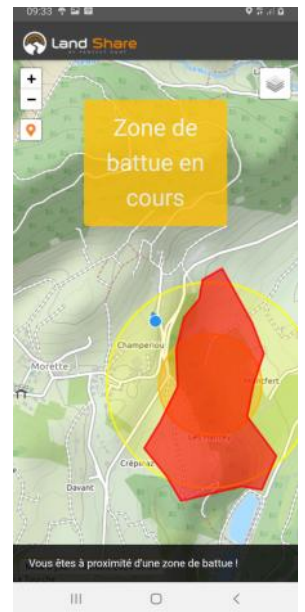 09:33
Land Share
Zone de
battue en
cours
Champeriou
Morette
Crépinaz
Davant
Vous êtes à proximité d'une zone de battue !